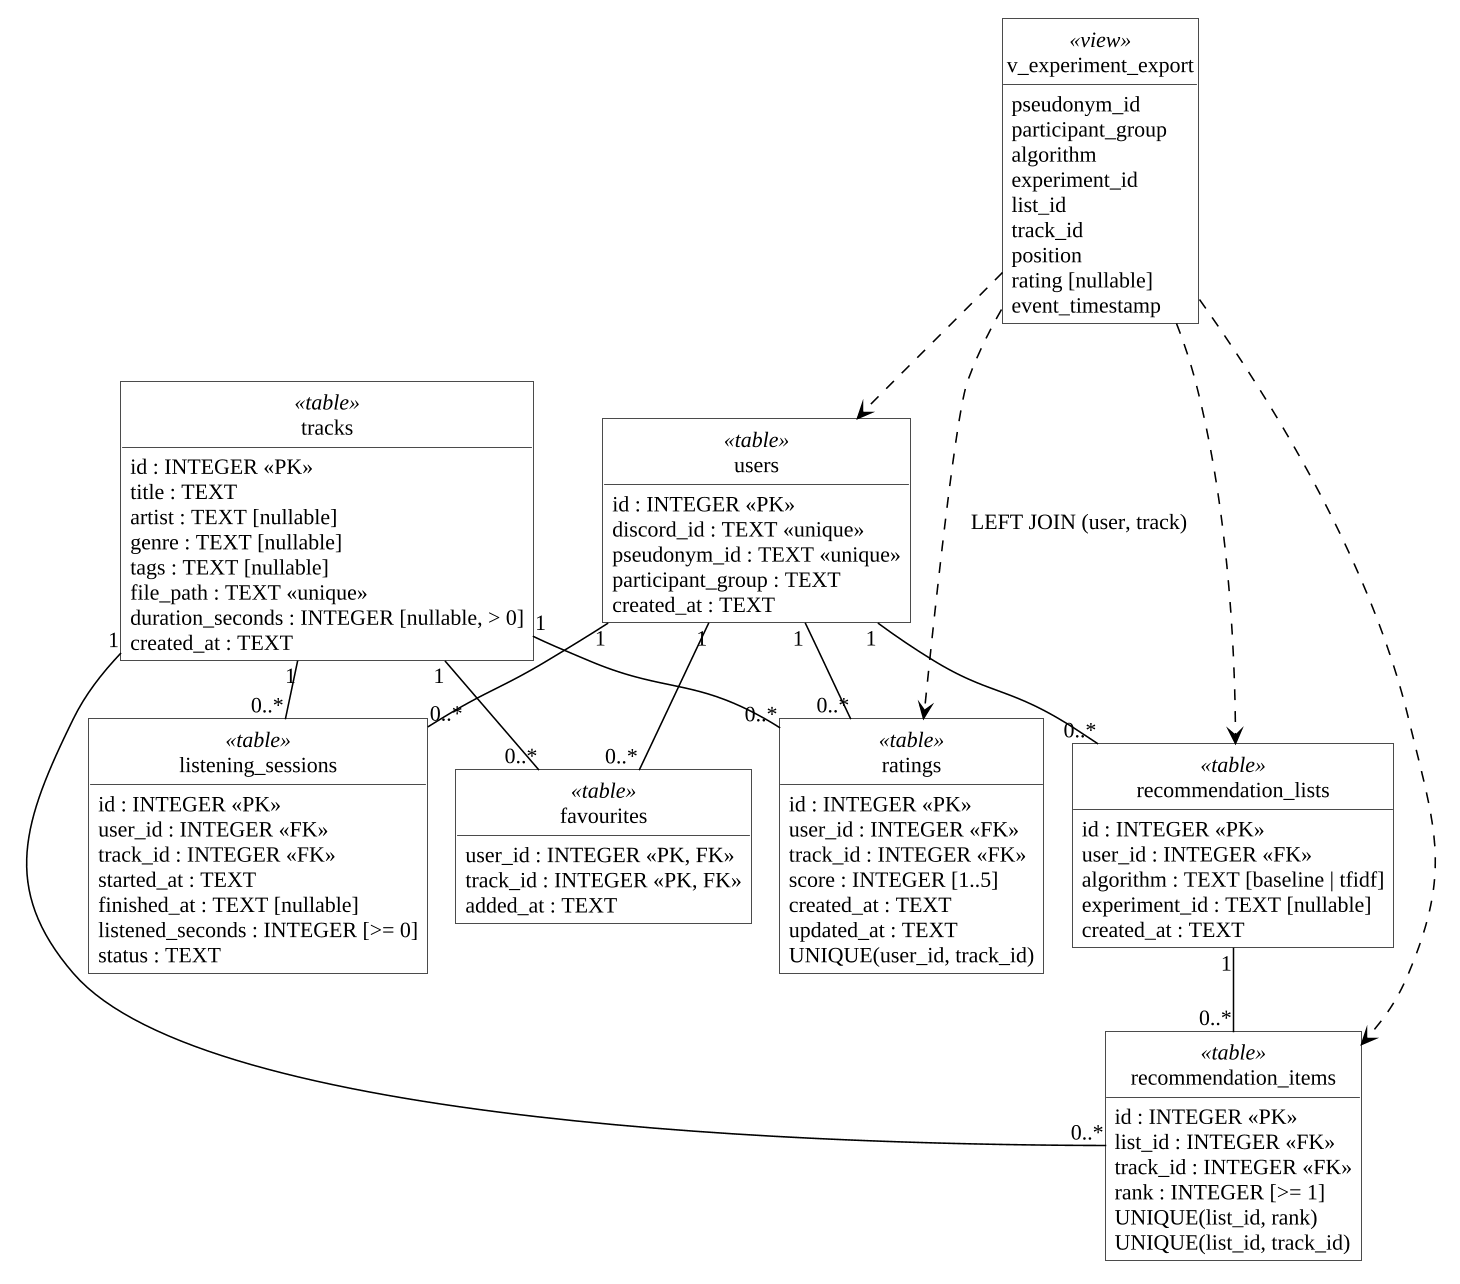 «view»
v_experiment_export
pseudonym_id
participant_group
algorithm
experiment_id
list_id
track_id
position
rating [nullable]
event_timestamp
«table»
tracks
id : INTEGER «PK»
title : TEXT
artist : TEXT [nullable]
genre : TEXT [nullable]
tags : TEXT [nullable]
file_path : TEXT «unique»
duration_seconds : INTEGER [nullable, > 0]
created_at : TEXT
«table»
users
id : INTEGER «PK»
discord_id : TEXT «unique»
pseudonym_id : TEXT «unique»
participant_group : TEXT
created_at : TEXT
LEFT JOIN (user, track)
1
1
1
1
1
1
1
1
0..*
0..*
0..*
0..*
0..*
0..*
0..*
«table»
listening_sessions
id : INTEGER «PK»
user_id : INTEGER «FK»
track_id : INTEGER «FK»
started_at : TEXT
finished_at : TEXT [nullable]
listened_seconds : INTEGER [>= 0]
status : TEXT
«table»
favourites
user_id : INTEGER «PK, FK»
track_id : INTEGER «PK, FK»
added_at : TEXT
«table»
ratings
id : INTEGER «PK»
user_id : INTEGER «FK»
track_id : INTEGER «FK»
score : INTEGER [1..5]
created_at : TEXT
updated_at : TEXT
UNIQUE(user_id, track_id)
«table»
recommendation_lists
id : INTEGER «PK»
user_id : INTEGER «FK»
algorithm : TEXT [baseline | tfidf]
experiment_id : TEXT [nullable]
created_at : TEXT
1
0..*
0..*
«table»
recommendation_items
id : INTEGER «PK»
list_id : INTEGER «FK»
track_id : INTEGER «FK»
rank : INTEGER [>= 1]
UNIQUE(list_id, rank)
UNIQUE(list_id, track_id)